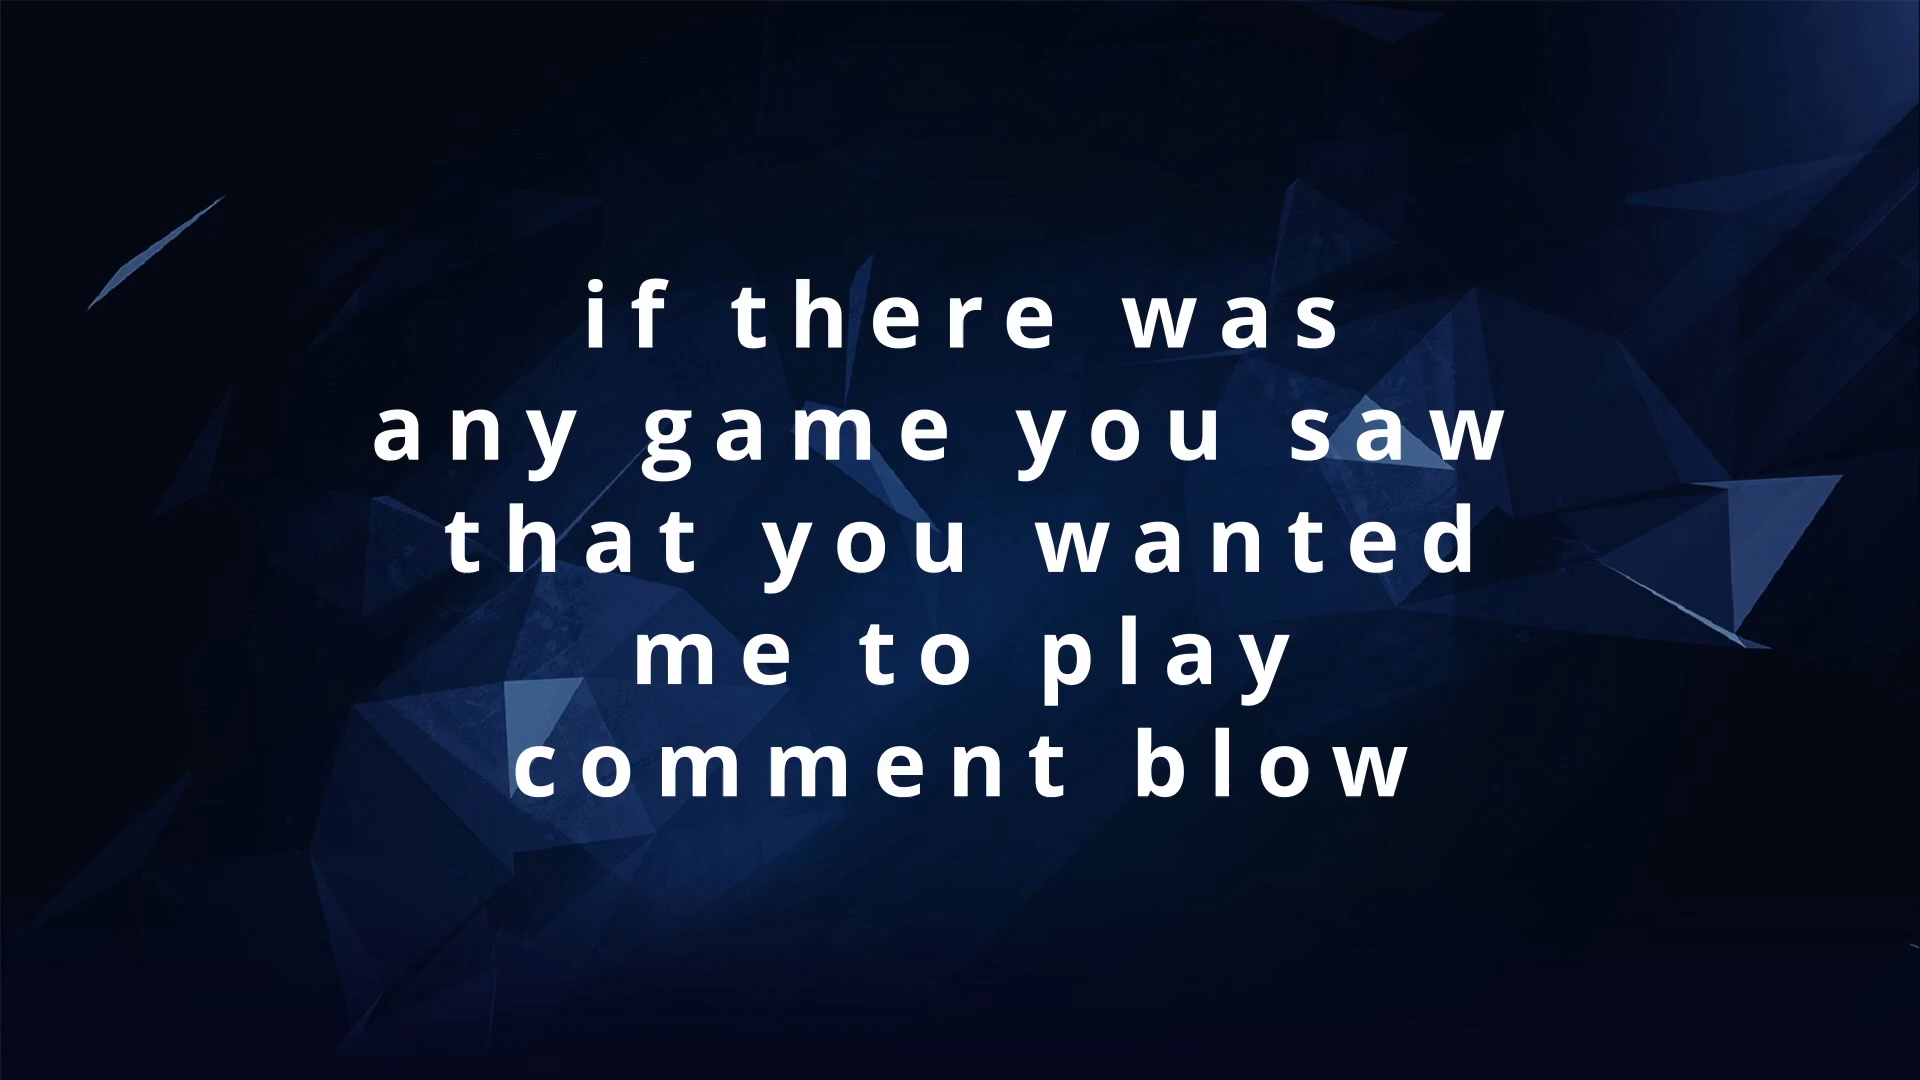 if there was
any game you saw
that you wanted
me to play
comment blow